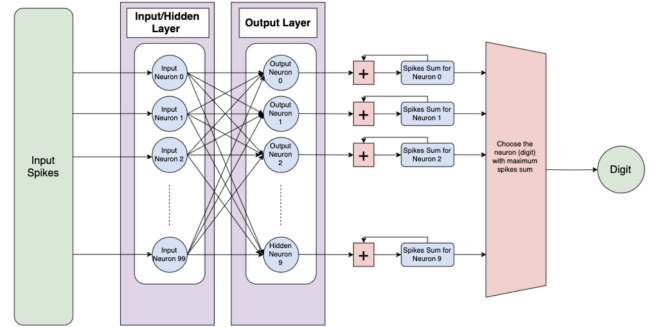 Input/Hidden
Layer
Output Layer
Input
Spikes
Input
Neuron 0
Input
Neuron 1
Input
Neuron 2
Input
Neuron 99
Output
Neuron
0
Output
Neuron
1
Output
Neuron
2
Hidden
Neuron
9
+
Spikes Sum for
Neuron 0
+
Spikes Sum for
Neuron 1
+
Spikes Sum for
Neuron 2
+
Spikes Sum for
Neuron 9
Choose the
neuron (digit)
with maximum
spikes sum
Digit